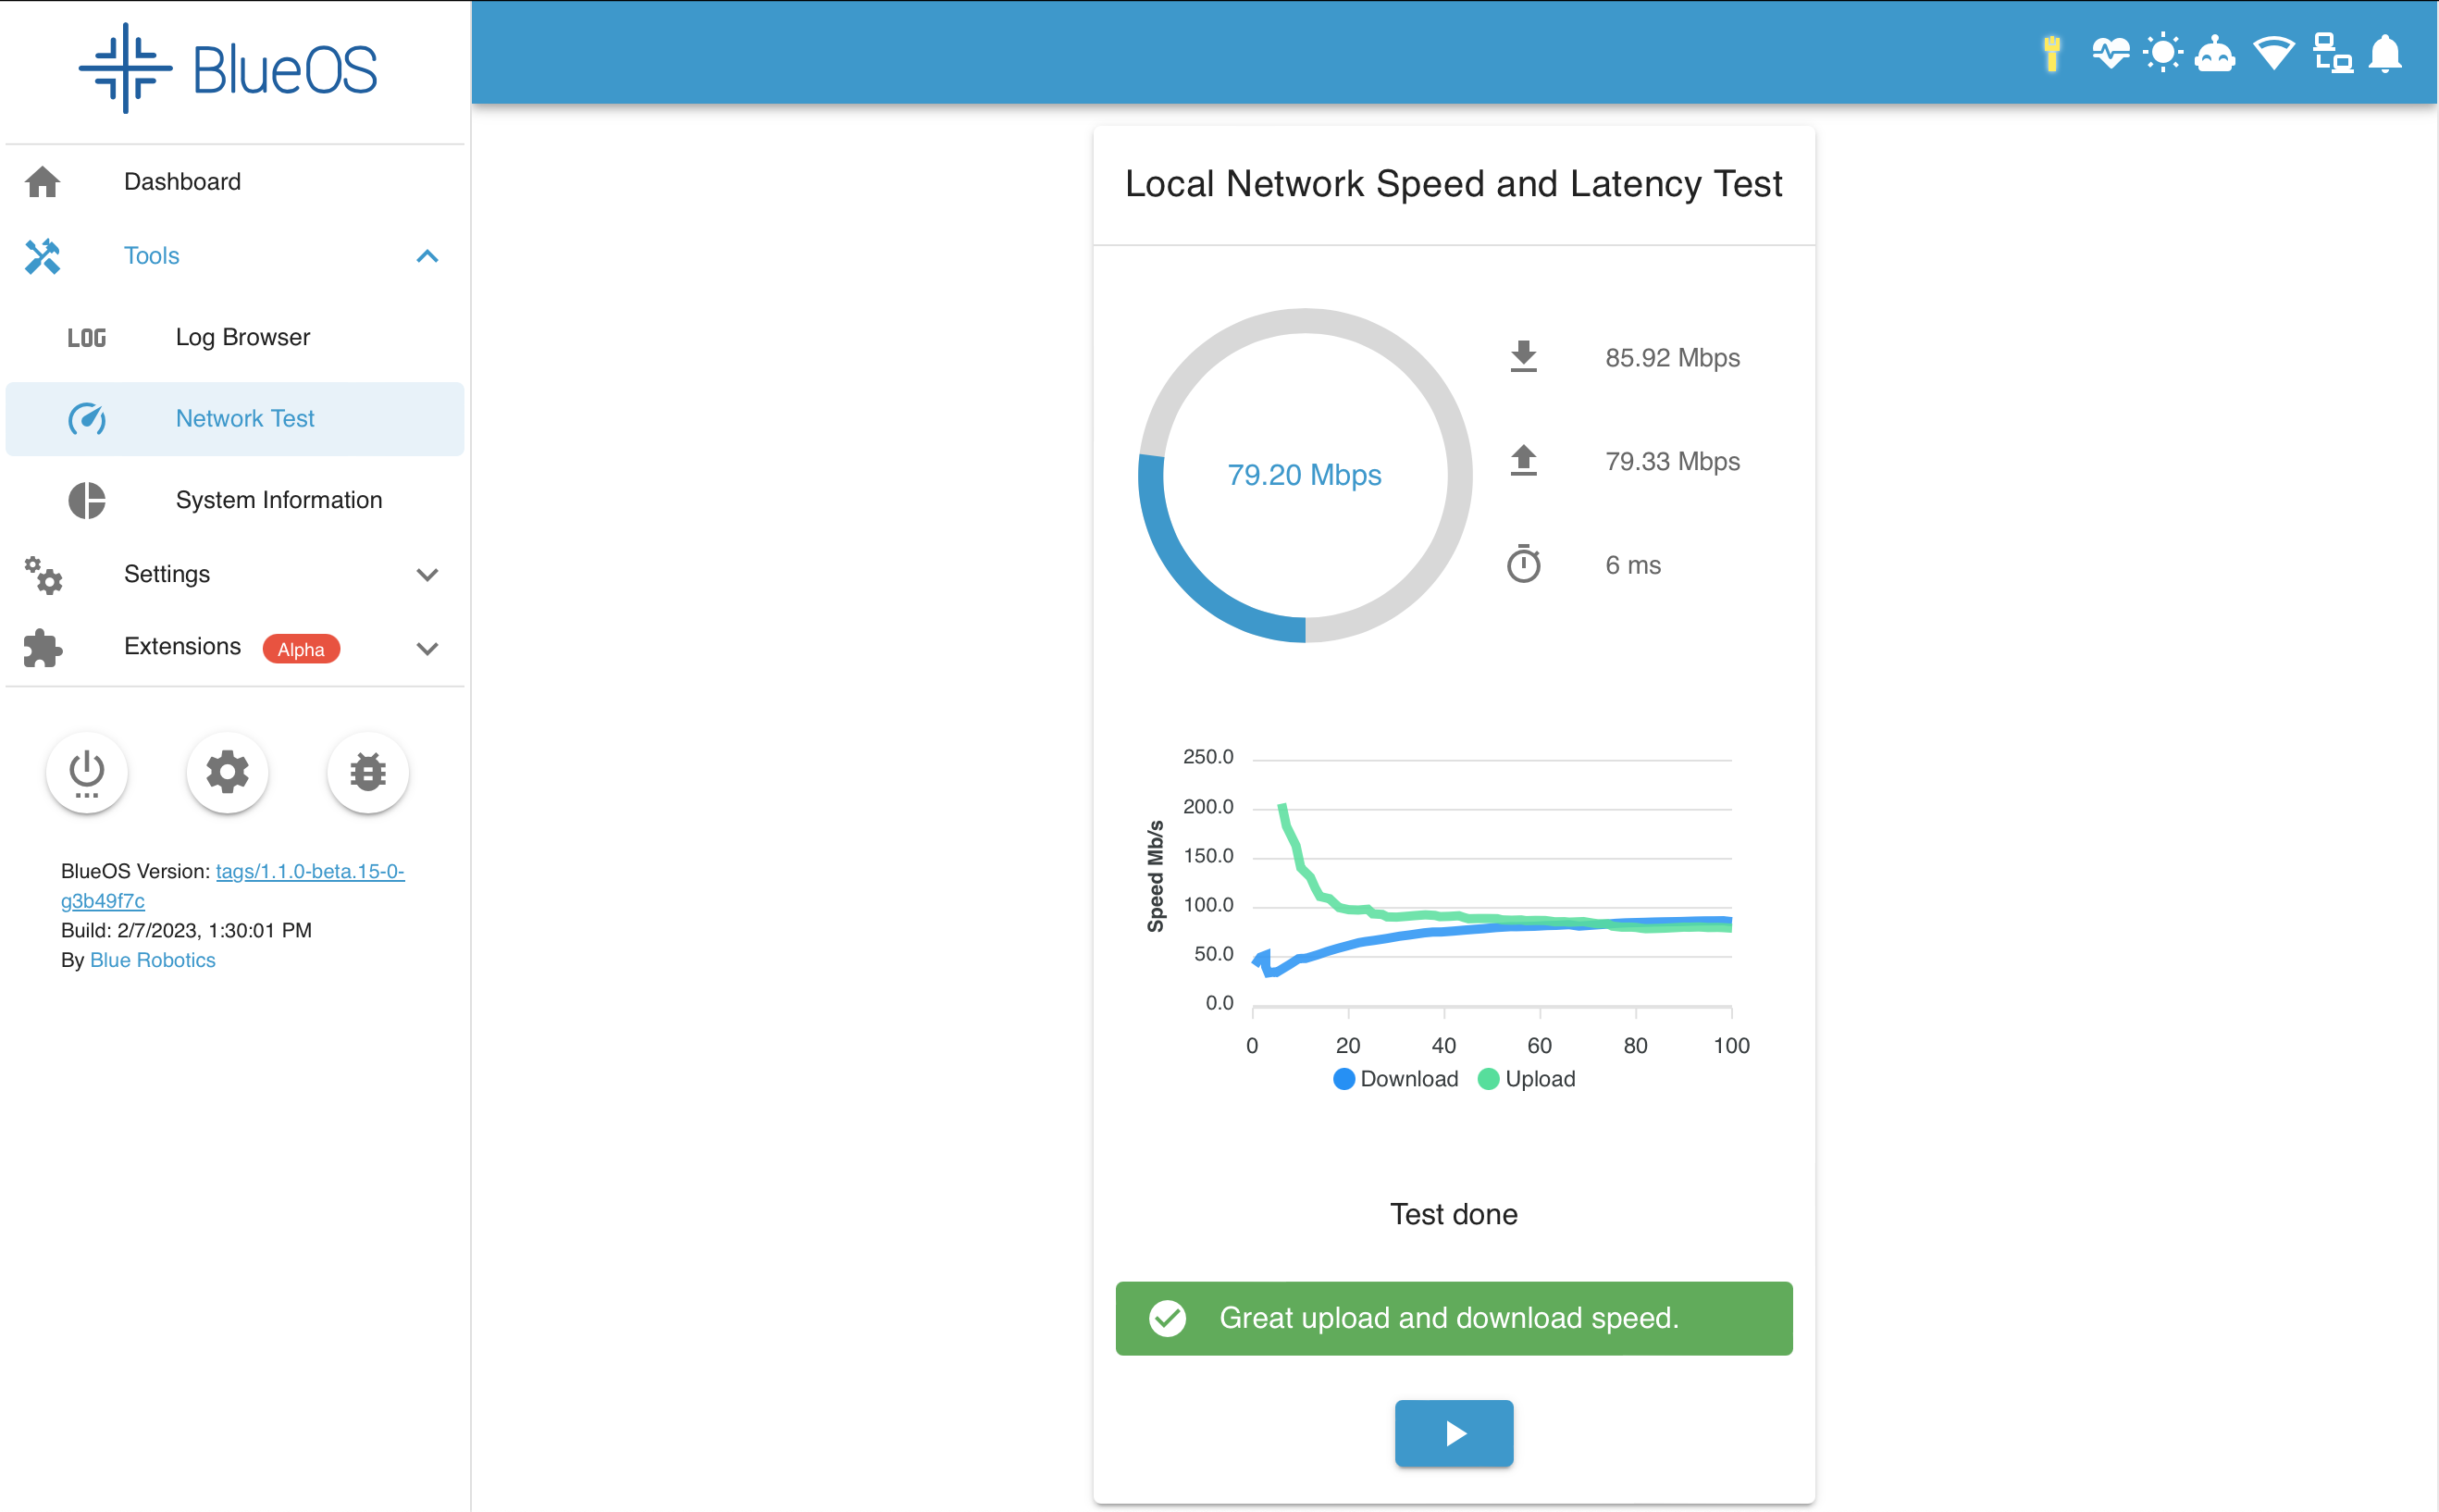 BlueOS
Dashboard
Tools
LOG
Log Browser
Network Test
System Information
Settings
Extensions
Alpha
BlueOS Version: tags/1.1.0-beta.15-0-
g3b49f7c
Build: 2/7/2023, 1:30:01 PM
By Blue Robotics
Local Network Speed and Latency Test
79.20 Mbps
85.92 Mbps
79.33 Mbps
6 ms
Speed Mb/s
250.0
200.0
150.0
100.0
50.0
0.0
0 20 40 60 80 100
Download Upload
Test done
Great upload and download speed.